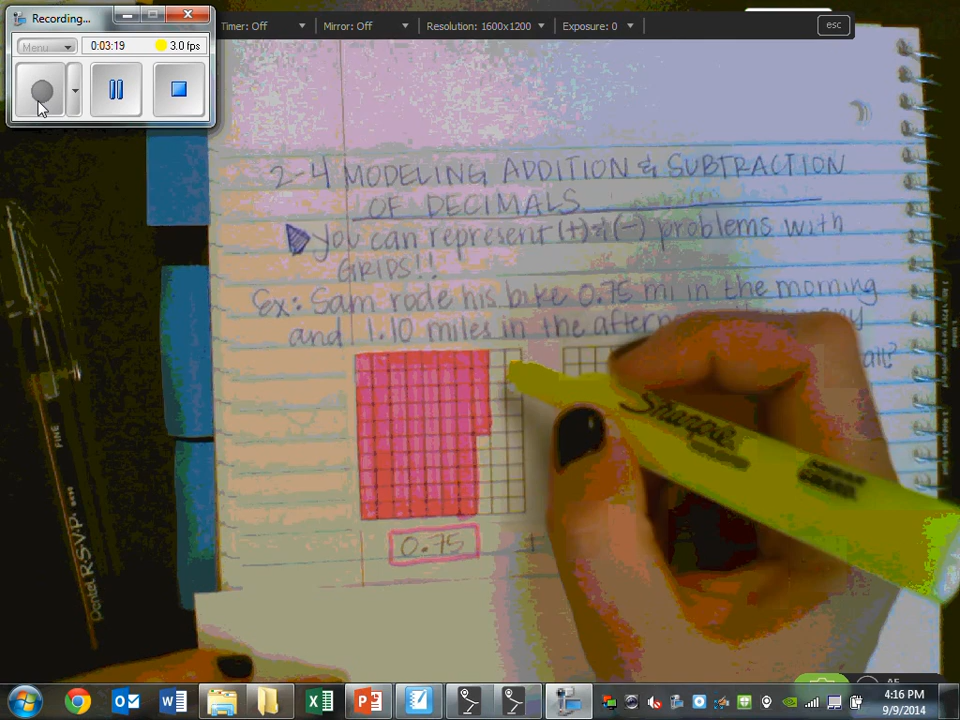 Recording...
Timer: Off Mirror: Off Resolution: 1600x1200 Exposure: 0 esc
Menu 0:03:19 3.0 fps
2-4 MODELING ADDITION & SUBTRACTION
OF DECIMALS
You can represent (+) & (-) problems with
GRIDS!!
Ex: Sam rode his bike 0.75 mi in the morning
and 1.10 miles in the
all?
Sharpie
0.75 +
Pentel RSVP FINE
4:16 PM
9/9/2014